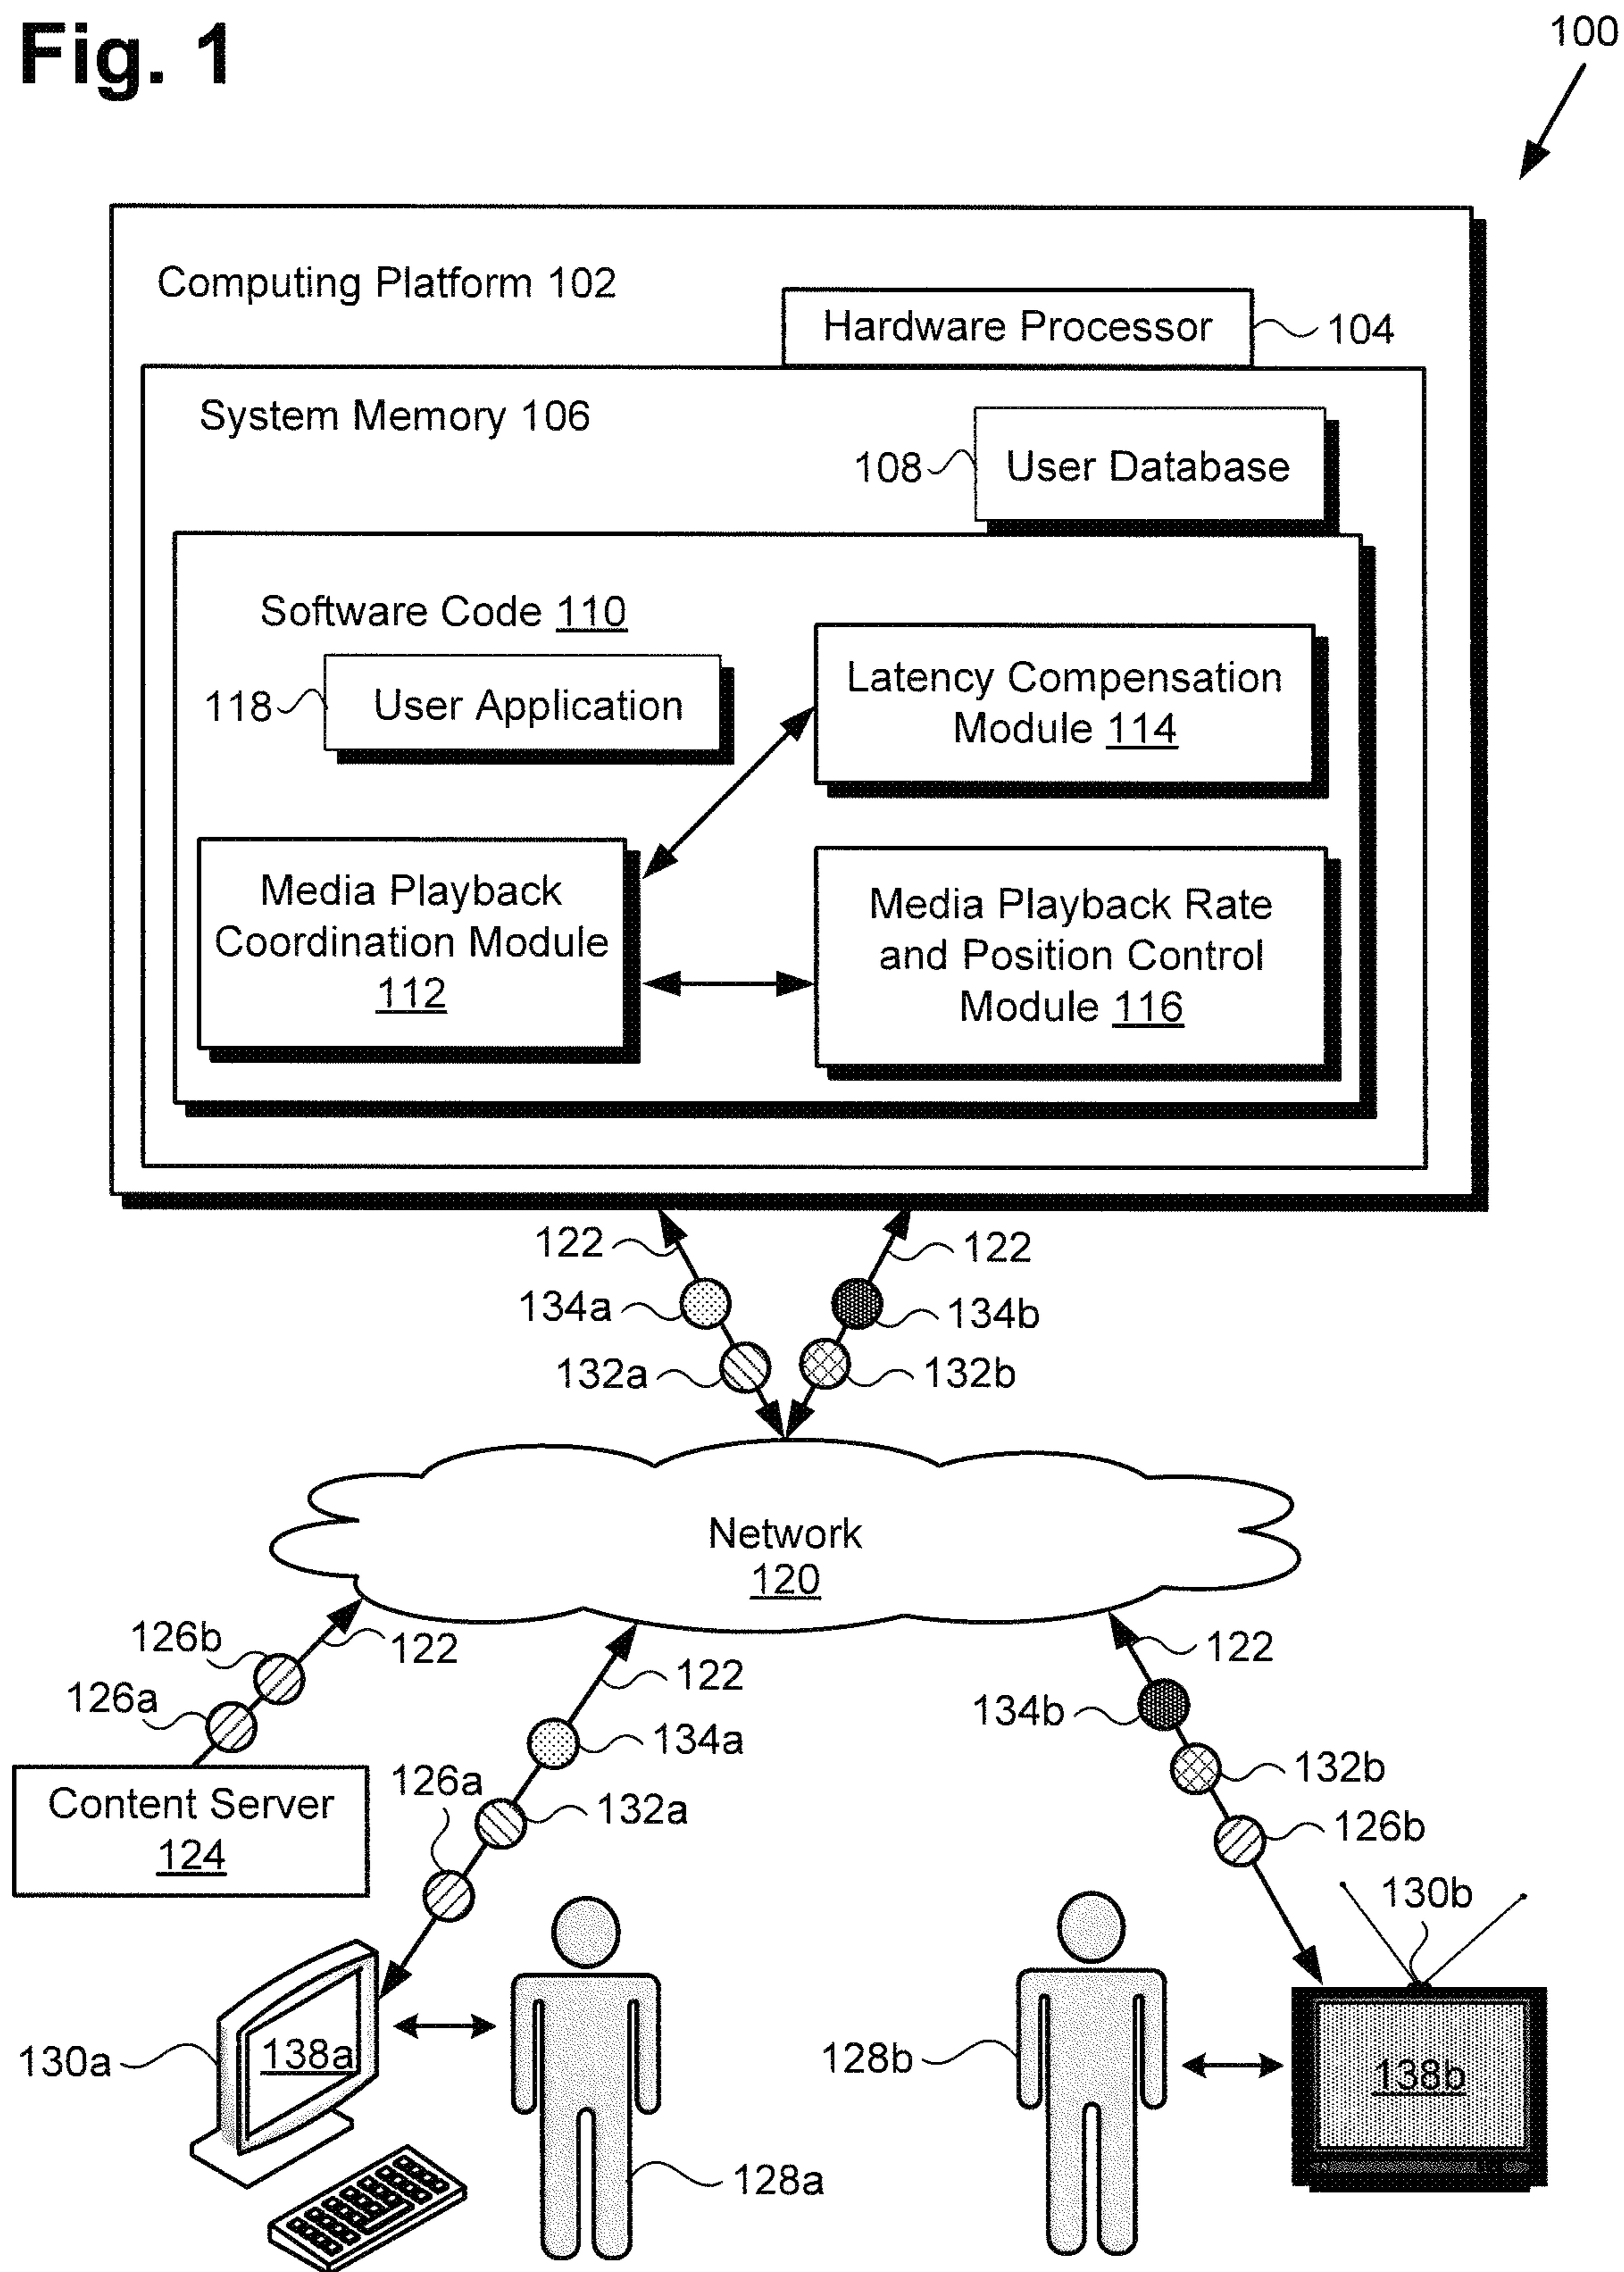 Fig. 1
100
Computing Platform 102
Hardware Processor
104
System Memory 106
108
User Database
Software Code 110
118
User Application
Latency Compensation
Module 114
Media Playback
Coordination Module
112
Media Playback Rate
and Position Control
Module 116
122
122
134a
134b
132a
132b
Network
120
126b
122
126a
122
122
134b
134a
126a
132a
132b
126b
Content Server
124
130b
130a
138a
128b
138b
128a